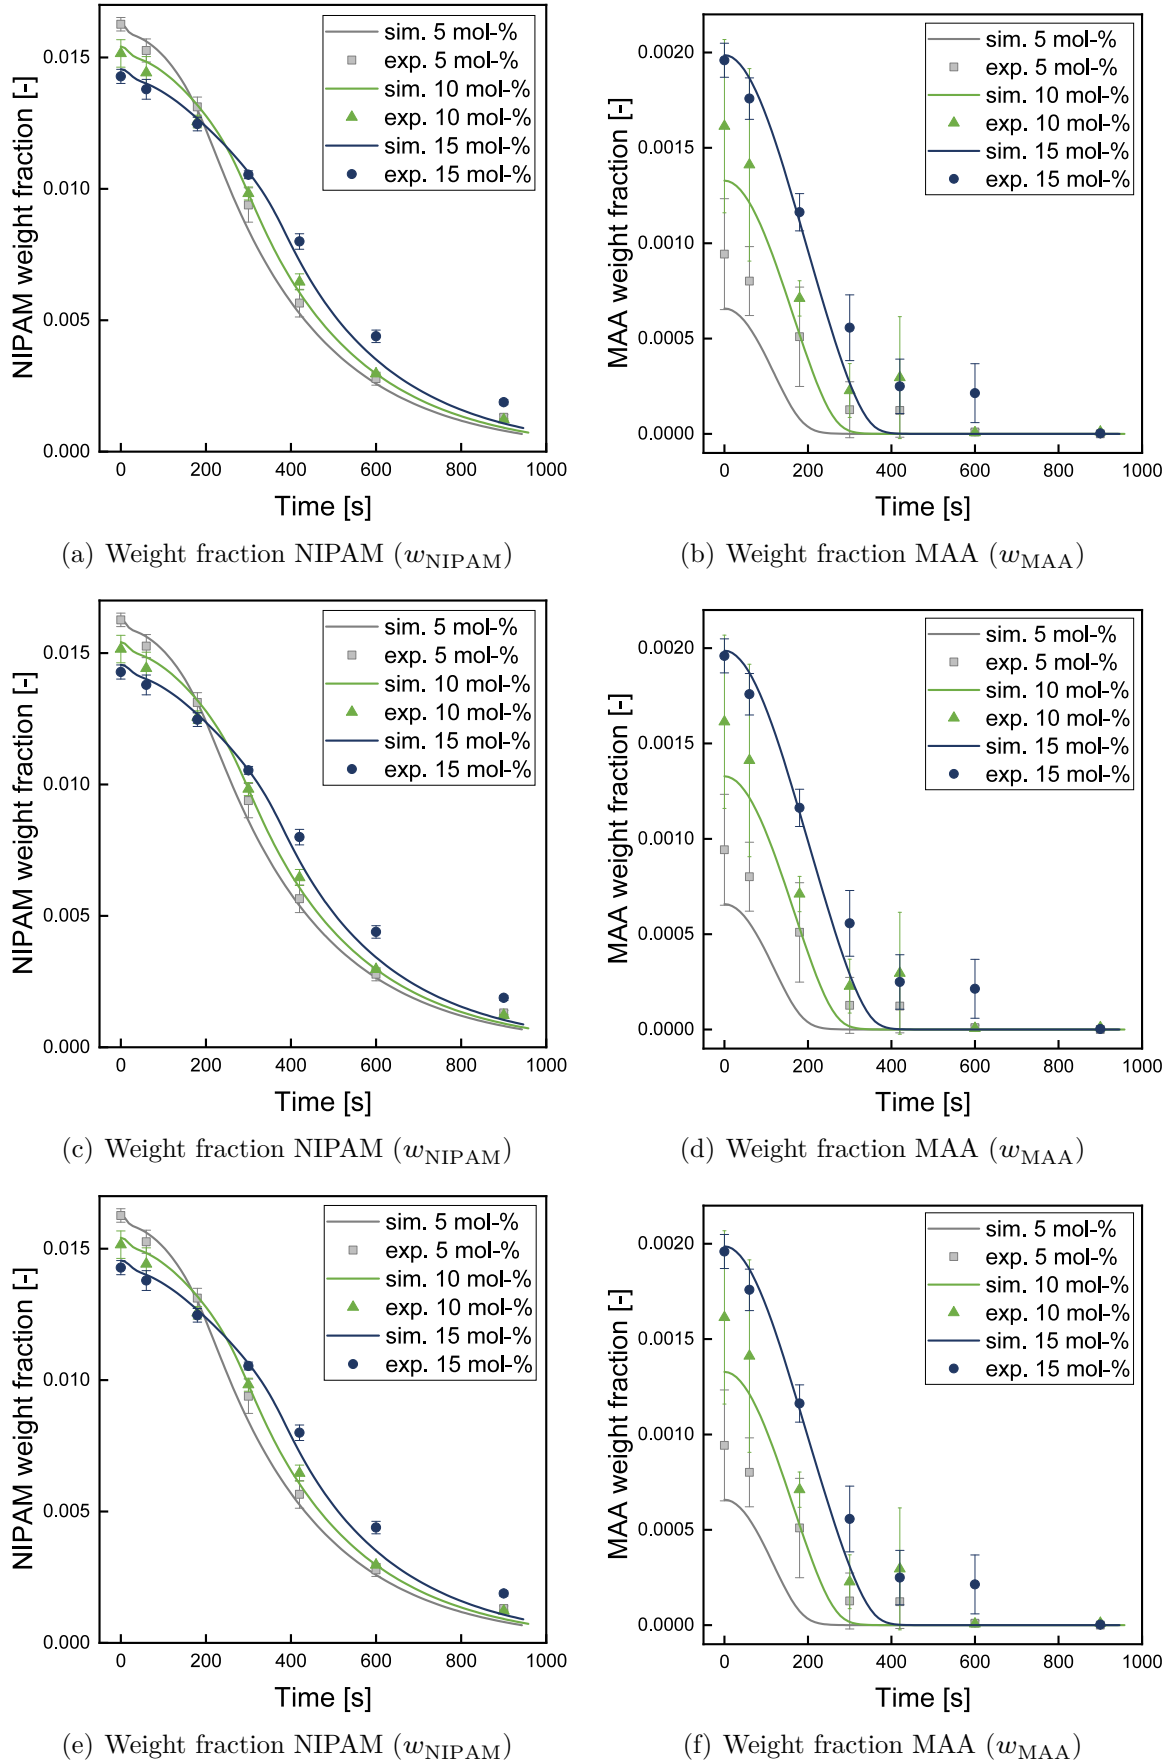 NIPAM weight fraction [-]
0.015
0.010
0.005
0.000
sim. 5 mol-%
exp. 5 mol-%
sim. 10 mol-%
exp. 10 mol-%
sim. 15 mol-%
exp. 15 mol-%
0 200 400 600 800 1000
Time [s]
(a) Weight fraction NIPAM (wNIPAM)
MAA weight fraction [-]
0.0020
0.0015
0.0010
0.0005
0.0000
sim. 5 mol-%
exp. 5 mol-%
sim. 10 mol-%
exp. 10 mol-%
sim. 15 mol-%
exp. 15 mol-%
0 200 400 600 800 1000
Time [s]
(b) Weight fraction MAA (wMAA)
NIPAM weight fraction [-]
0.015
0.010
0.005
0.000
sim. 5 mol-%
exp. 5 mol-%
sim. 10 mol-%
exp. 10 mol-%
sim. 15 mol-%
exp. 15 mol-%
0 200 400 600 800 1000
Time [s]
(c) Weight fraction NIPAM (wNIPAM)
MAA weight fraction [-]
0.0020
0.0015
0.0010
0.0005
0.0000
sim. 5 mol-%
exp. 5 mol-%
sim. 10 mol-%
exp. 10 mol-%
sim. 15 mol-%
exp. 15 mol-%
0 200 400 600 800 1000
Time [s]
(d) Weight fraction MAA (wMAA)
NIPAM weight fraction [-]
0.015
0.010
0.005
0.000
sim. 5 mol-%
exp. 5 mol-%
sim. 10 mol-%
exp. 10 mol-%
sim. 15 mol-%
exp. 15 mol-%
0 200 400 600 800 1000
Time [s]
(e) Weight fraction NIPAM (wNIPAM)
MAA weight fraction [-]
0.0020
0.0015
0.0010
0.0005
0.0000
sim. 5 mol-%
exp. 5 mol-%
sim. 10 mol-%
exp. 10 mol-%
sim. 15 mol-%
exp. 15 mol-%
0 200 400 600 800 1000
Time [s]
(f) Weight fraction MAA (wMAA)